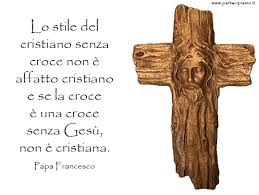 www.partecipiamo.it
Lo stile del
cristiano senza
croce non è
affatto cristiano
e se la croce
è una croce
senza Gesù,
non è cristiana.
Papa Francesco